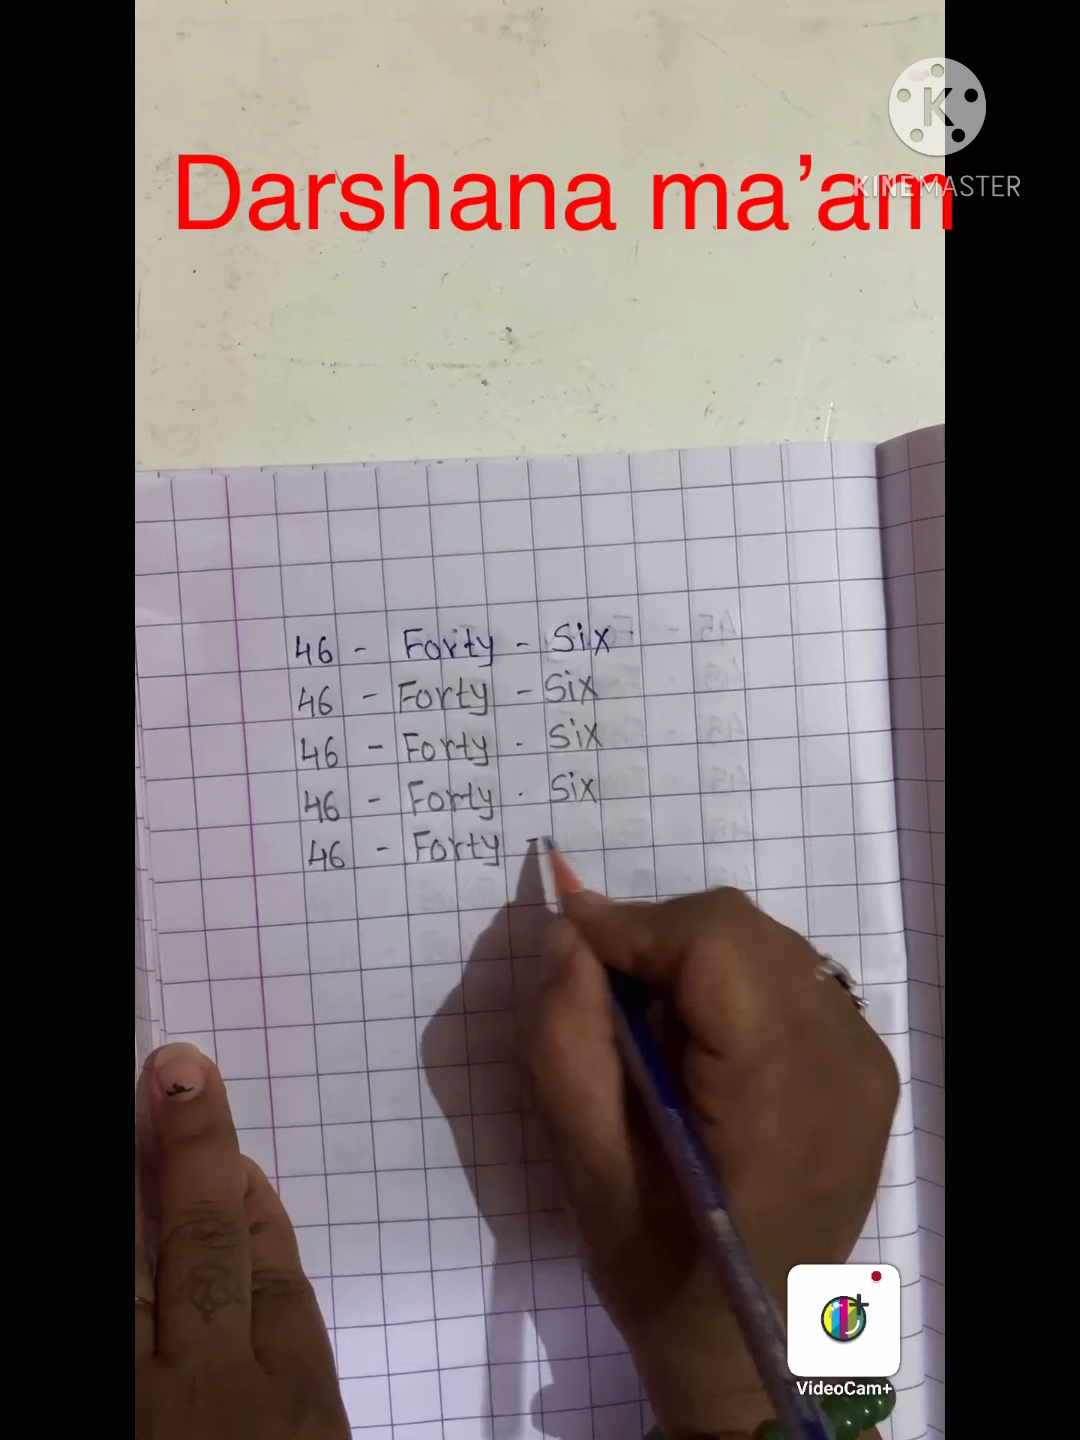 Darshana ma’am
KINEMASTER
46 - Forty - Six
46 - Forty - Six
46 - Forty - Six
46 - Forty - Six
46 - Forty -
VideoCam+